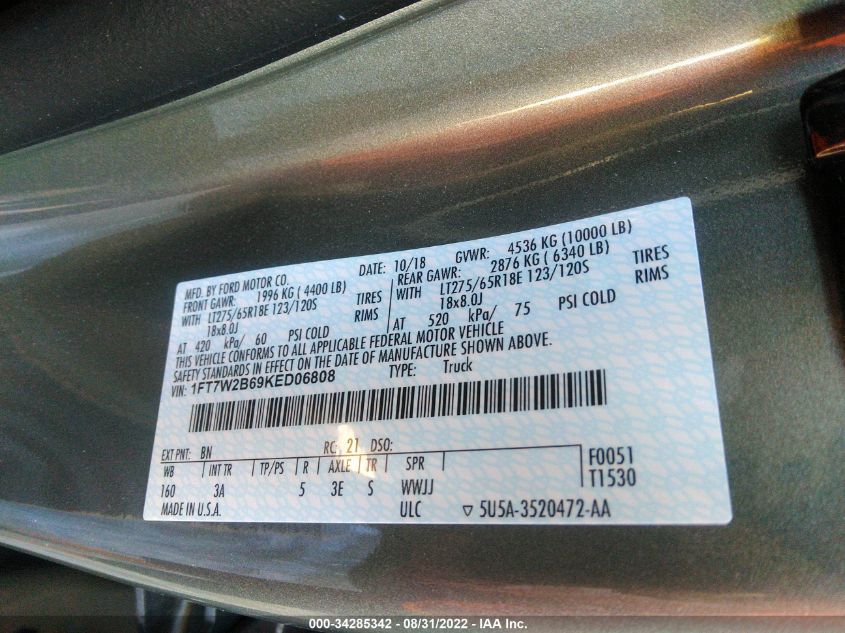 MFD. BY FORD MOTOR CO.
DATE: 10/18 GVWR: 4536 KG (10000 LB)
FRONT GAWR: 1996 KG ( 4400 LB)
REAR GAWR: 2876 KG ( 6340 LB)
WITH LT275/65R18E 123/120S TIRES
WITH LT275/65R18E 123/120S TIRES
18x8.0J RIMS
18x8.0J RIMS
AT 420 kPa/ 60 PSI COLD
AT 520 kPa/ 75 PSI COLD
THIS VEHICLE CONFORMS TO ALL APPLICABLE FEDERAL MOTOR VEHICLE
SAFETY STANDARDS IN EFFECT ON THE DATE OF MANUFACTURE SHOWN ABOVE.
VIN: 1FT7W2B69KED06808 TYPE: Truck
EXT PNT: BN RC: 21 DSO: F0051
WB INT TR TP/PS R AXLE TR SPR T1530
160 3A 5 3E S WWJJ
MADE IN U.S.A. ULC ▽ 5U5A-3520472-AA
000-34285342 - 08/31/2022 - IAA Inc.